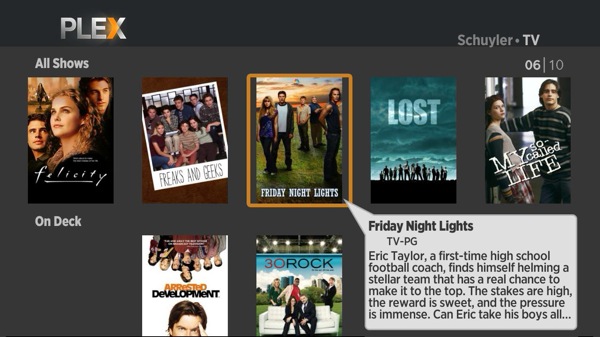 PLEX
Schuyler • TV
All Shows
06|10
felicity
FREAKS AND GEEKS
FRIDAY NIGHT LIGHTS
LOST
MY so-called LIFE
On Deck
Friday Night Lights
TV-PG
Eric Taylor, a first-time high school
football coach, finds himself helming a
stellar team that has a real chance to
make it to the top. The stakes are high,
the reward is sweet, and the pressure
is immense. Can Eric take his boys all...
ARRESTED
DEVELOPMENT
30 ROCK